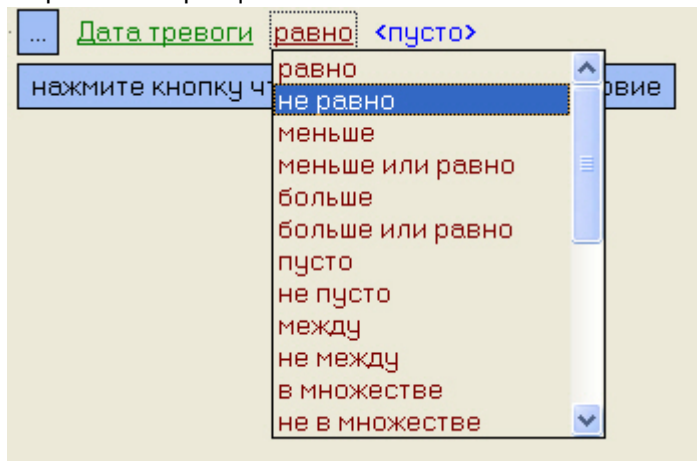 ... Дата тревоги равно <пусто>
нажмите кнопку ч овие
равно
не равно
меньше
меньше или равно
больше
больше или равно
пусто
не пусто
между
не между
в множестве
не в множестве